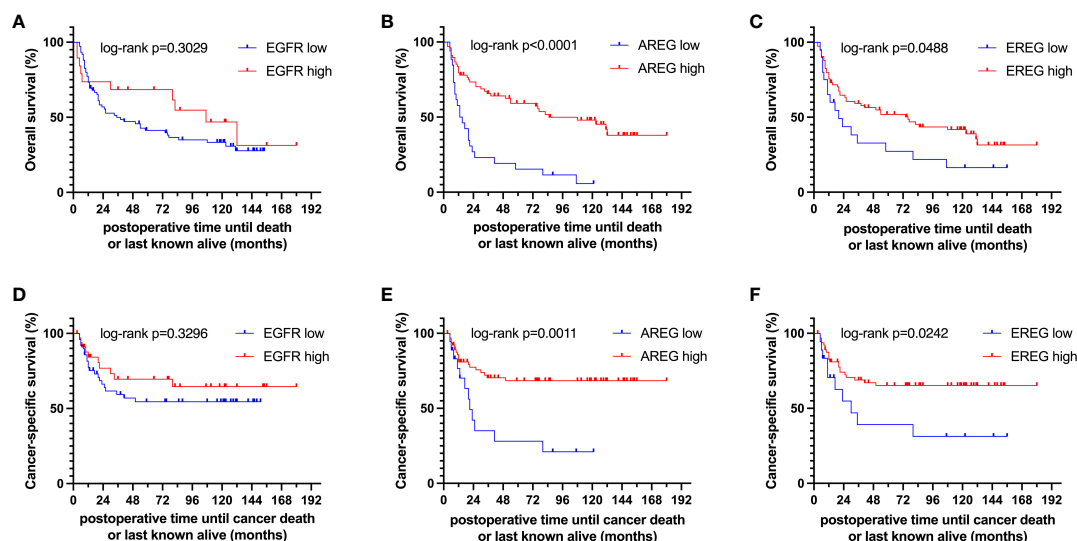 A
log-rank p=0.3029
EGFR low
EGFR high
Overall survival (%)
100
50
0
0 24 48 72 96 120 144 168 192
postoperative time until death
or last known alive (months)
B
log-rank p<0.0001
AREG low
AREG high
Overall survival (%)
100
50
0
0 24 48 72 96 120 144 168 192
postoperative time until death
or last known alive (months)
C
log-rank p=0.0488
EREG low
EREG high
Overall survival (%)
100
50
0
0 24 48 72 96 120 144 168 192
postoperative time until death
or last known alive (months)
D
log-rank p=0.3296
EGFR low
EGFR high
Cancer-specific survival (%)
100
50
0
0 24 48 72 96 120 144 168 192
postoperative time until cancer death
or last known alive (months)
E
log-rank p=0.0011
AREG low
AREG high
Cancer-specific survival (%)
100
50
0
0 24 48 72 96 120 144 168 192
postoperative time until cancer death
or last known alive (months)
F
log-rank p=0.0242
EREG low
EREG high
Cancer-specific survival (%)
100
50
0
0 24 48 72 96 120 144 168 192
postoperative time until cancer death
or last known alive (months)